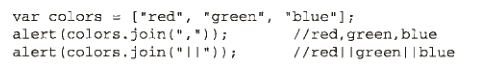 var colors = ["red", "green", "blue"];
alert(colors.join(","));        //red,green,blue
alert(colors.join("||"));       //red||green||blue